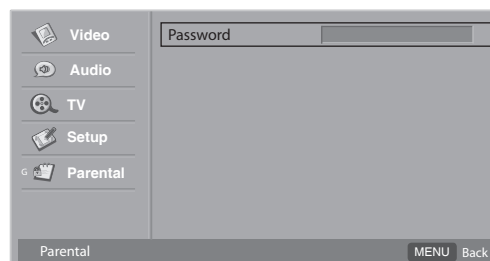 Video
Password
Audio
TV
Setup
G Parental
Parental
MENU Back